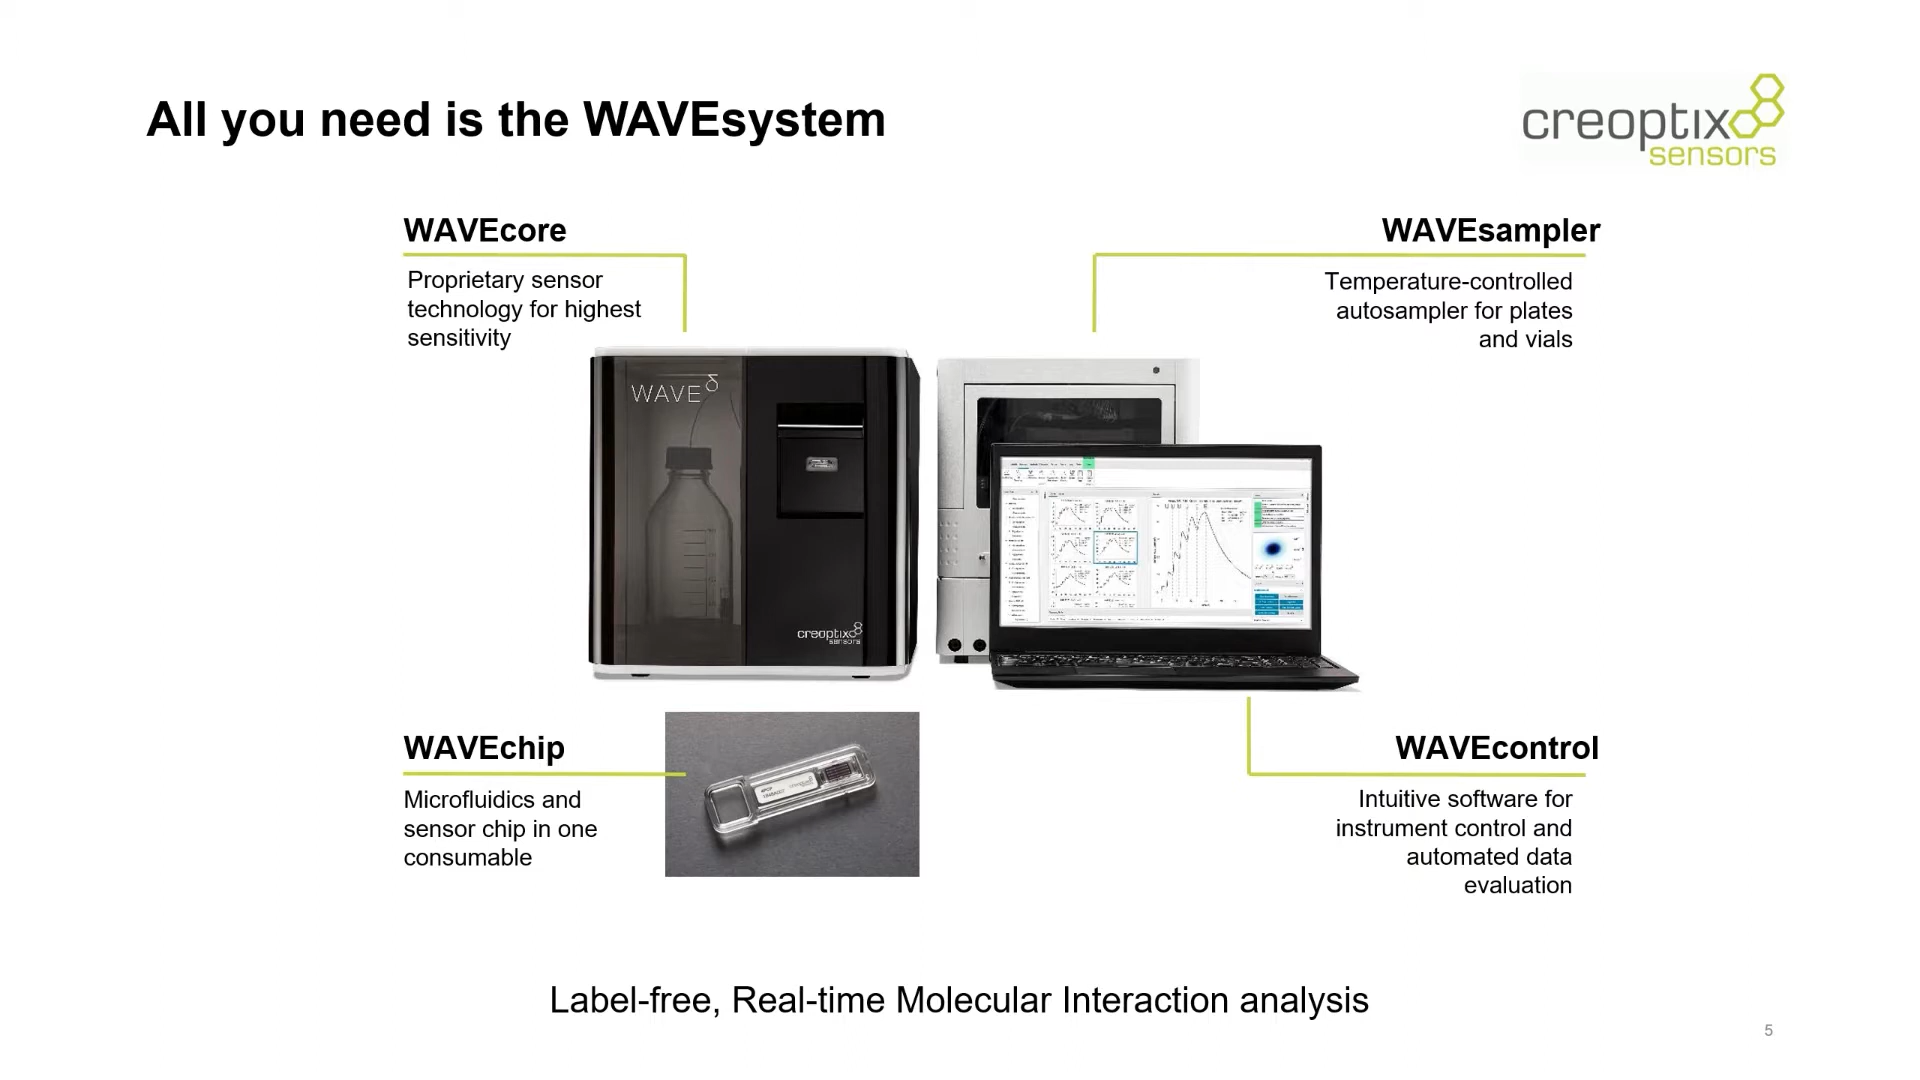 All you need is the WAVEsystem
creoptix
sensors
WAVEcore
Proprietary sensor
technology for highest
sensitivity
WAVEsampler
Temperature-controlled
autosampler for plates
and vials
WAVE
creoptix
sensors
WAVEchip
Microfluidics and
sensor chip in one
consumable
WAVEcontrol
Intuitive software for
instrument control and
automated data
evaluation
Label-free, Real-time Molecular Interaction analysis
5